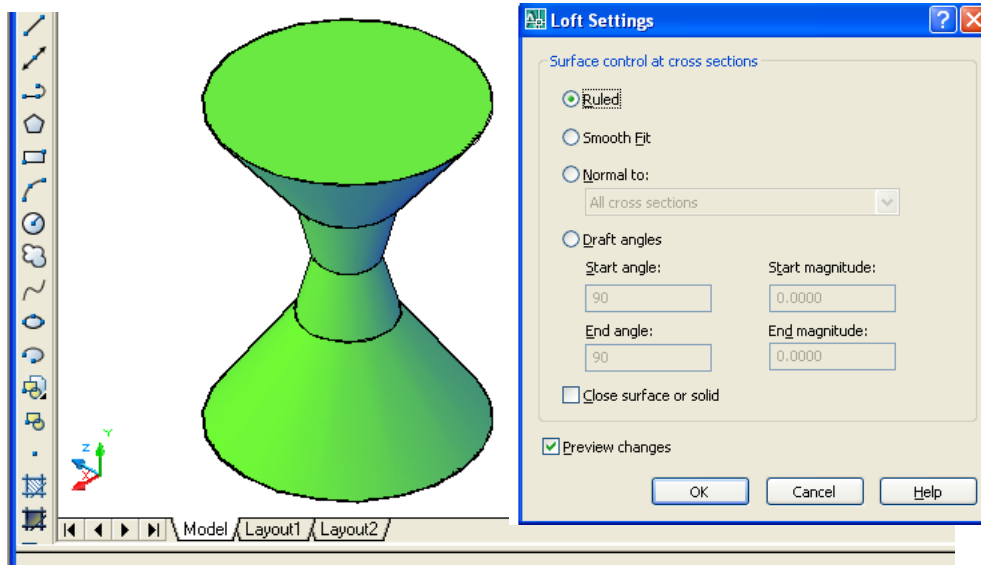 Loft Settings
Surface control at cross sections
Ruled
Smooth Fit
Normal to:
All cross sections
Draft angles
Start angle: Start magnitude:
90 0.0000
End angle: End magnitude:
90 0.0000
Close surface or solid
Preview changes
OK Cancel Help
Z Y X
Model Layout1 Layout2